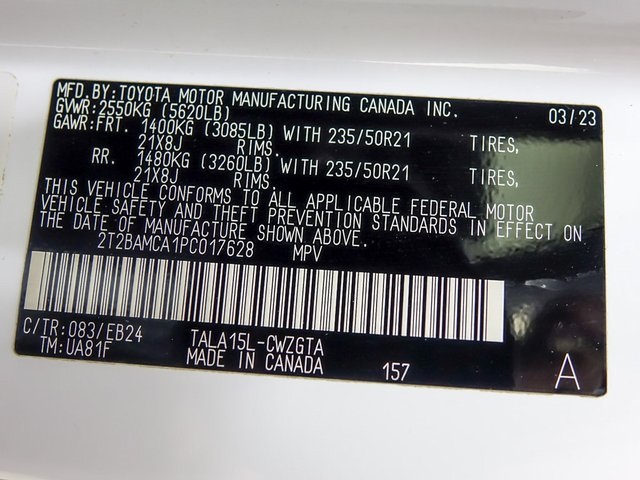 MFD.BY:TOYOTA MOTOR MANUFACTURING CANADA INC. 03/23
GVWR:2550KG (5620LB)
GAWR:FRT. 1400KG (3085LB) WITH 235/50R21 TIRES,
21X8J RIMS.
RR. 1480KG (3260LB) WITH 235/50R21 TIRES,
21X8J RIMS.
THIS VEHICLE CONFORMS TO ALL APPLICABLE FEDERAL MOTOR
VEHICLE SAFETY AND THEFT PREVENTION STANDARDS IN EFFECT ON
THE DATE OF MANUFACTURE SHOWN ABOVE.
2T2BAMCA1PC017628 MPV
C/TR:083/EB24 TALA15L-CWZGTA
TM:UA81F MADE IN CANADA 157 A